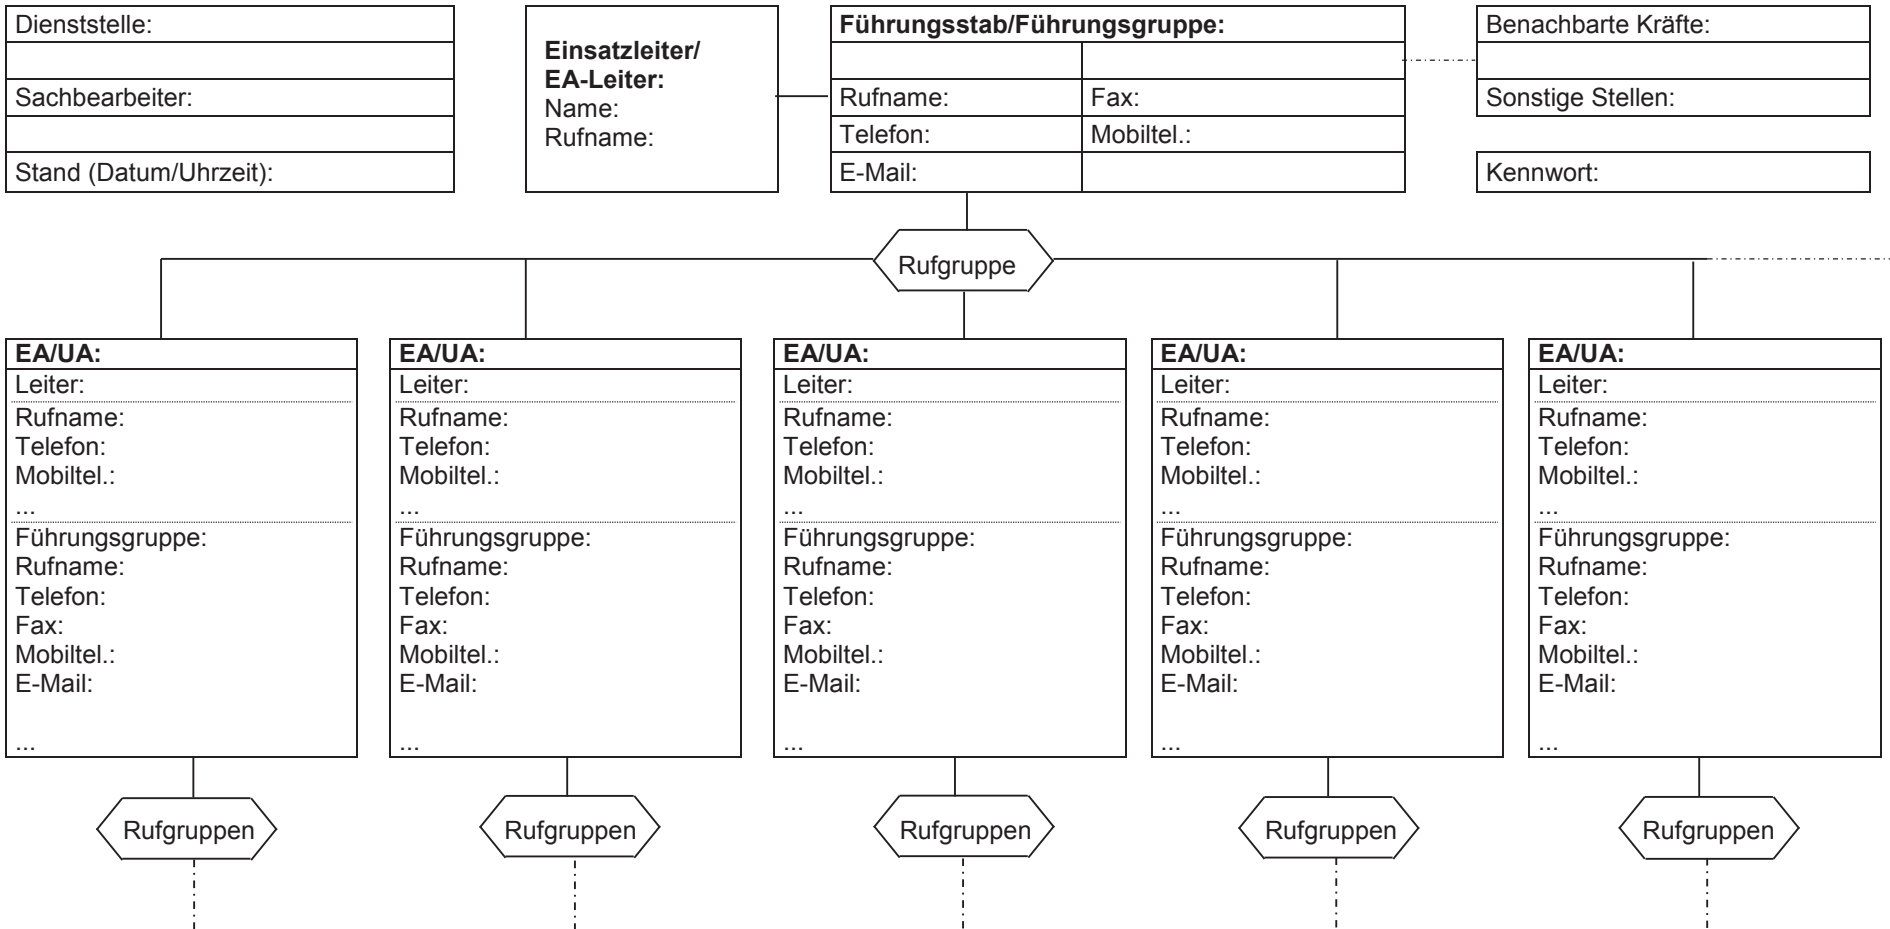 Dienststelle:
Sachbearbeiter:
Stand (Datum/Uhrzeit):
Einsatzleiter/
EA-Leiter:
Name:
Rufname:
Führungsstab/Führungsgruppe:
Rufname: Fax:
Telefon: Mobiltel.:
E-Mail:
Benachbarte Kräfte:
Sonstige Stellen:
Kennwort:
Rufgruppe
EA/UA:
Leiter:
Rufname:
Telefon:
Mobiltel.:
...
Führungsgruppe:
Rufname:
Telefon:
Fax:
Mobiltel.:
E-Mail:
...
Rufgruppen
EA/UA:
Leiter:
Rufname:
Telefon:
Mobiltel.:
...
Führungsgruppe:
Rufname:
Telefon:
Fax:
Mobiltel.:
E-Mail:
...
Rufgruppen
EA/UA:
Leiter:
Rufname:
Telefon:
Mobiltel.:
...
Führungsgruppe:
Rufname:
Telefon:
Fax:
Mobiltel.:
E-Mail:
...
Rufgruppen
EA/UA:
Leiter:
Rufname:
Telefon:
Mobiltel.:
...
Führungsgruppe:
Rufname:
Telefon:
Fax:
Mobiltel.:
E-Mail:
...
Rufgruppen
EA/UA:
Leiter:
Rufname:
Telefon:
Mobiltel.:
...
Führungsgruppe:
Rufname:
Telefon:
Fax:
Mobiltel.:
E-Mail:
...
Rufgruppen